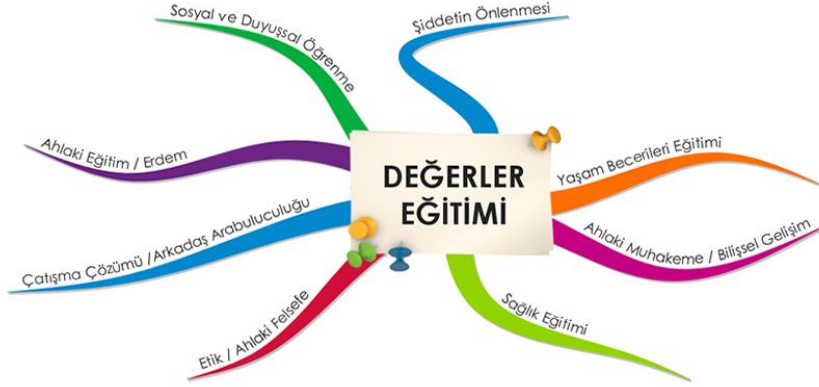 Sosyal ve Duyuşsal Öğrenme
Şiddetin Önlenmesi
Ahlaki Eğitim / Erdem
DEĞERLER
EĞİTİMİ
Yaşam Becerileri Eğitimi
Çatışma Çözümü /Arkadaş Arabuluculuğu
Ahlaki Muhakeme / Bilişsel Gelişim
Etik / Ahlaki Felsefe
Sağlık Eğitimi